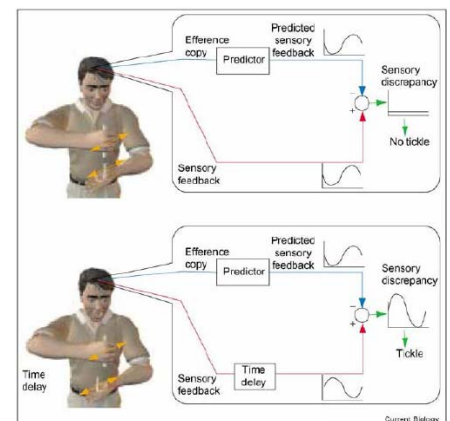 Efference
copy
Predictor
Predicted
sensory
feedback
Sensory
discrepancy
−
+
No tickle
Sensory
feedback
Efference
copy
Predictor
Predicted
sensory
feedback
Sensory
discrepancy
−
+
Tickle
Time
delay
Sensory
feedback
Time
delay
Current Biology